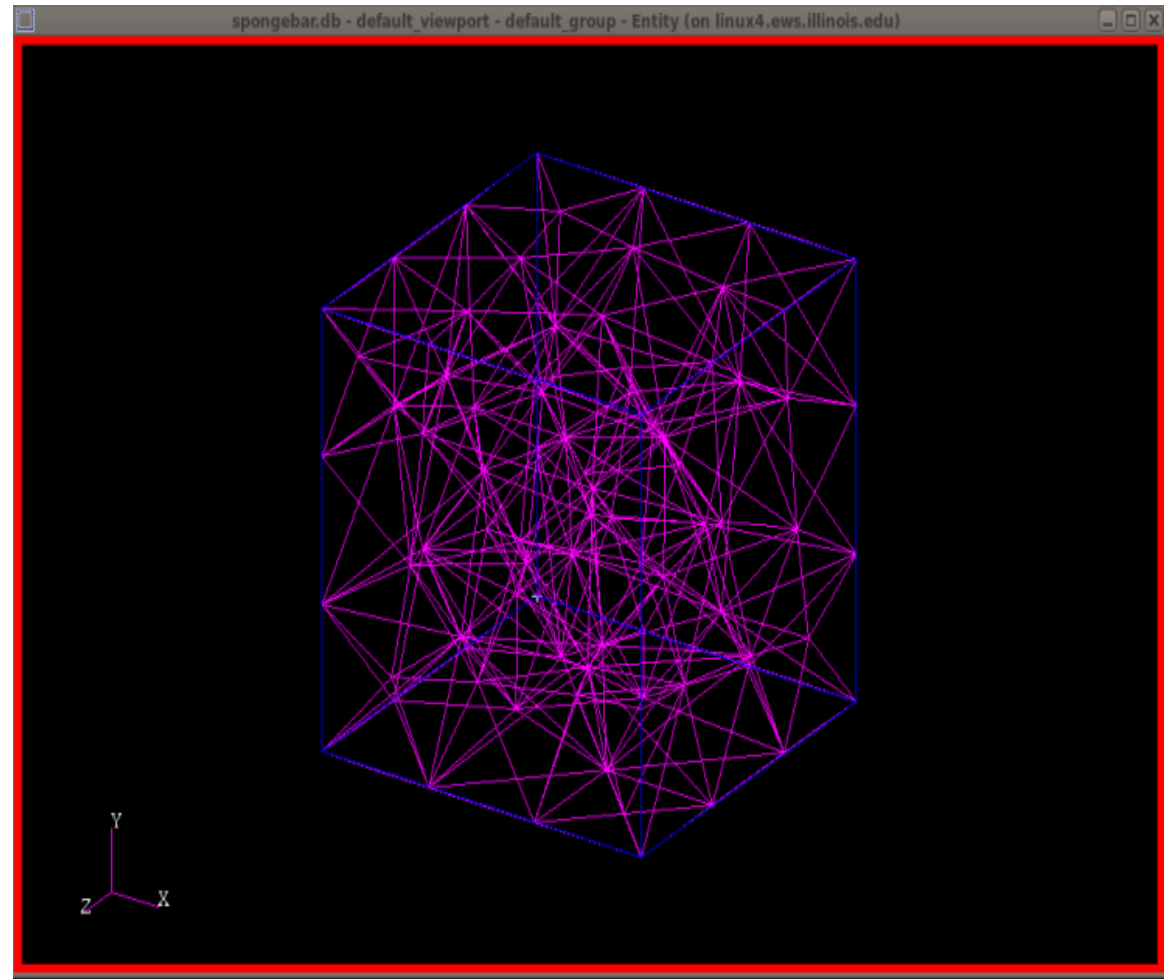 spongebar.db - default_viewport - default_group - Entity (on linux4.ews.illinois.edu)
Y
Z X